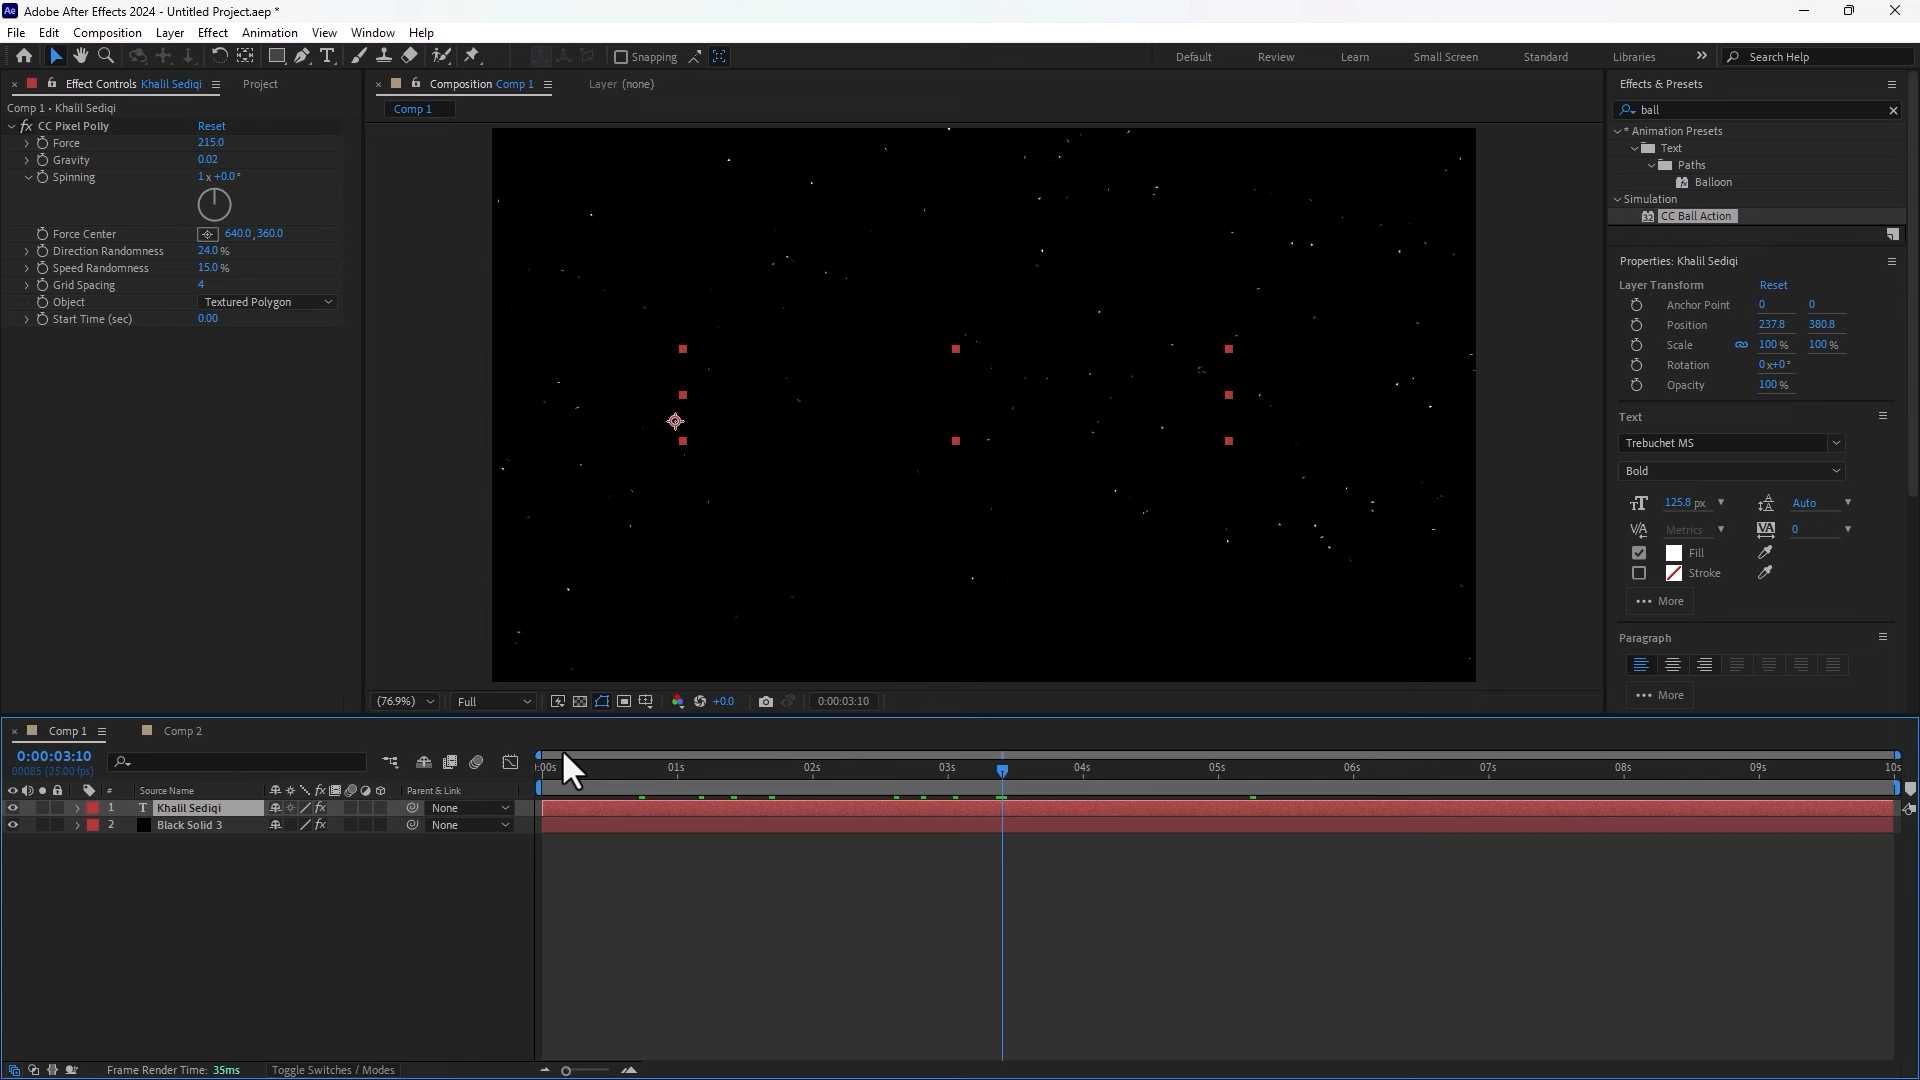 Adobe After Effects 2024 - Untitled Project.aep *
File Edit Composition Layer Effect Animation View Window Help
Snapping Default Review Learn Small Screen Standard Libraries Search Help
Effect Controls Khalil Sediqi Project
Composition Comp 1 Layer (none)
Effects & Presets
Comp 1 • Khalil Sediqi
Comp 1
ball
CC Pixel Polly Reset
Force 215.0
Gravity 0.02
Spinning 1x+0.0°
Force Center 640.0,360.0
Direction Randomness 24.0%
Speed Randomness 15.0%
Grid Spacing 4
Object Textured Polygon
Start Time (sec) 0.00
* Animation Presets
Text
Paths
Balloon
Simulation
CC Ball Action
Properties: Khalil Sediqi
Layer Transform Reset
Anchor Point 0 0
Position 237.8 380.8
Scale 100% 100%
Rotation 0x+0°
Opacity 100%
Text
Trebuchet MS
Bold
125.8 px Auto
Metrics 0
Fill
Stroke
More
Paragraph
More
(76.9%) Full +0.0 0:00:03:10
Comp 1 Comp 2
0:00:03:10
00085 (25.00 fps)
:00s 01s 02s 03s 04s 05s 06s 07s 08s 09s 10s
# Source Name Parent & Link
1 T Khalil Sediqi None
2 Black Solid 3 None
Frame Render Time: 35ms Toggle Switches / Modes